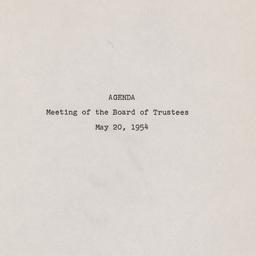 AGENDA
Meeting of the Board of Trustees
May 20, 1954